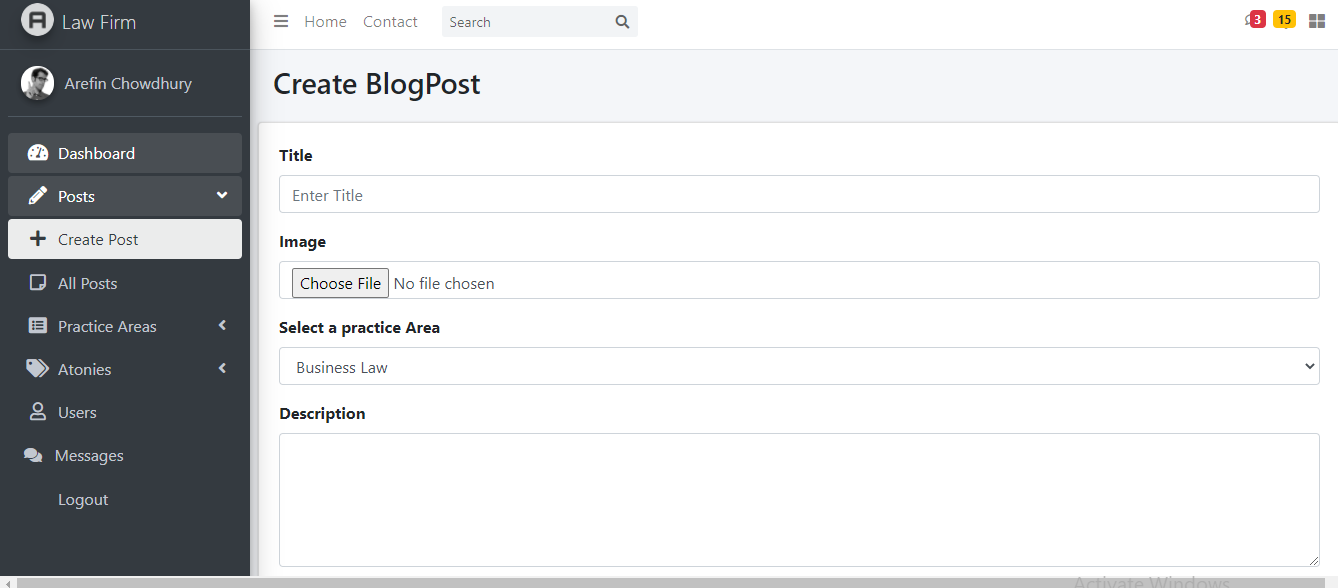 Law Firm
Home Contact Search
3 15
Arefin Chowdhury
Dashboard
Posts
Create Post
All Posts
Practice Areas
Atonies
Users
Messages
Logout
Create BlogPost
Title
Enter Title
Image
Choose File No file chosen
Select a practice Area
Business Law
Description
Activate Windows